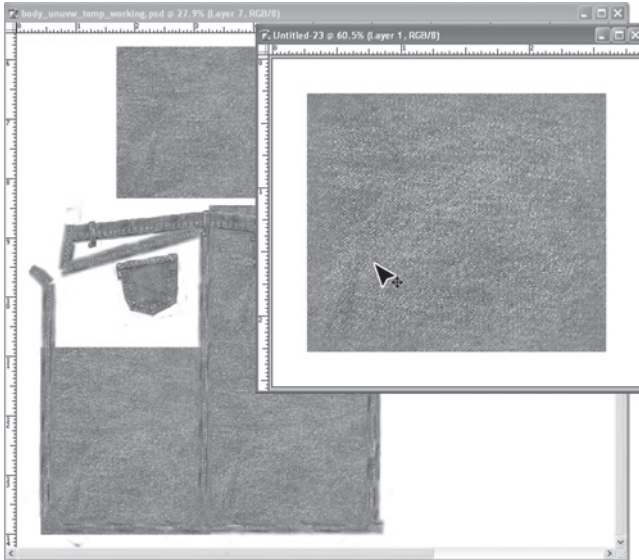 body_unuvw_temp_working.psd @ 27.9% (Layer 7, RGB/8)
Untitled-23 @ 60.5% (Layer 1, RGB/8)